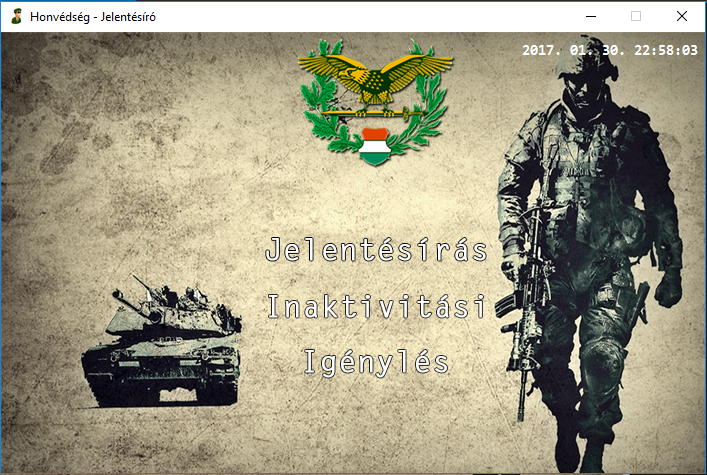 Honvédség - Jelentésíró
2017. 01. 30. 22:58:03
Jelentésírás
Inaktivitási
Igénylés